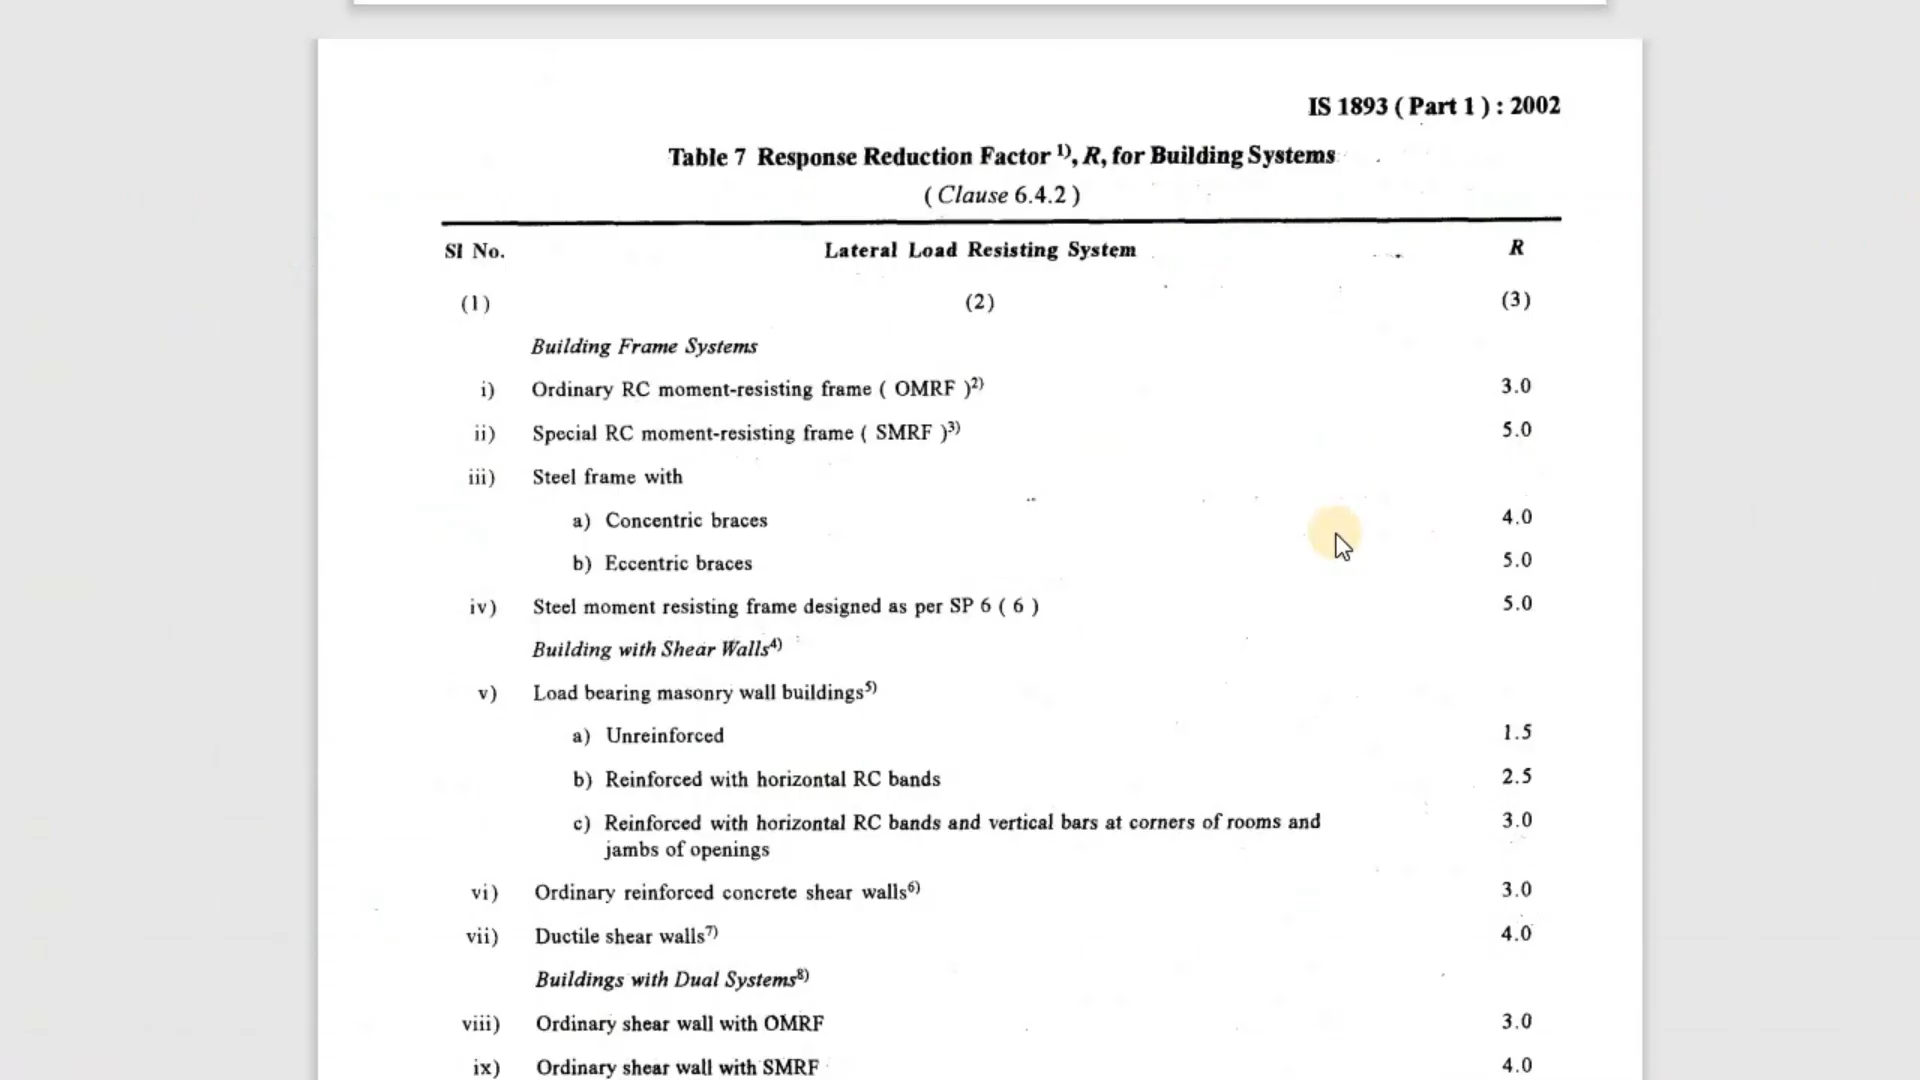 IS 1893 ( Part 1 ) : 2002
Table 7 Response Reduction Factor 1), R, for Building Systems
( Clause 6.4.2 )
Sl No. Lateral Load Resisting System R
(1) (2) (3)
Building Frame Systems
i) Ordinary RC moment-resisting frame ( OMRF )2) 3.0
ii) Special RC moment-resisting frame ( SMRF )3) 5.0
iii) Steel frame with
a) Concentric braces 4.0
b) Eccentric braces 5.0
iv) Steel moment resisting frame designed as per SP 6 ( 6 ) 5.0
Building with Shear Walls4)
v) Load bearing masonry wall buildings5)
a) Unreinforced 1.5
b) Reinforced with horizontal RC bands 2.5
c) Reinforced with horizontal RC bands and vertical bars at corners of rooms and 3.0
jambs of openings
vi) Ordinary reinforced concrete shear walls6) 3.0
vii) Ductile shear walls7) 4.0
Buildings with Dual Systems8)
viii) Ordinary shear wall with OMRF 3.0
ix) Ordinary shear wall with SMRF 4.0